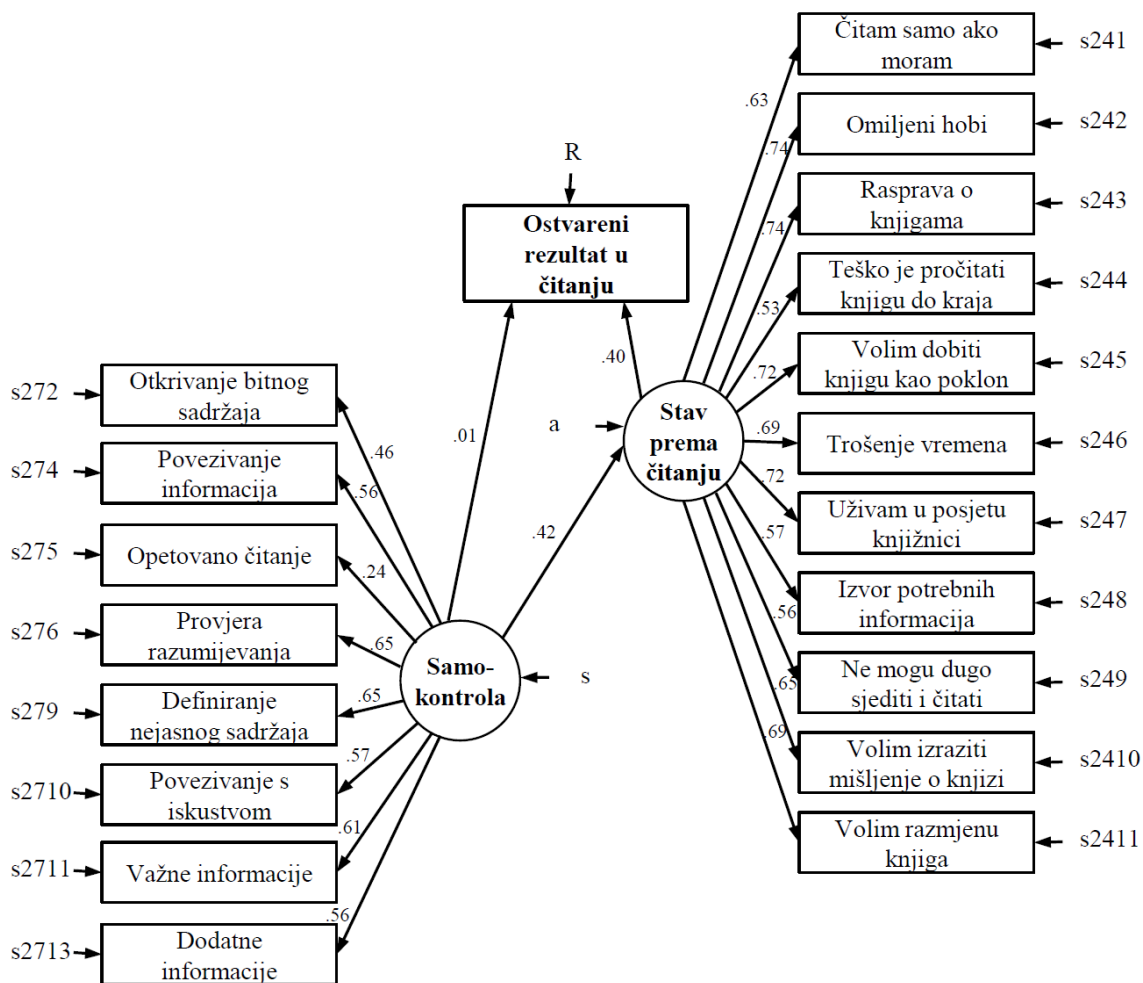 Čitam samo ako
moram
s241
.63
Omiljeni hobi
s242
.74
R
Rasprava o
knjigama
s243
.74
Ostvareni
rezultat u
čitanju
Teško je pročitati
knjigu do kraja
s244
.53
.40
Volim dobiti
knjigu kao poklon
s245
.72
s272
Otkrivanje bitnog
sadržaja
.46
.01
a
Stav
prema
čitanju
.69
Trošenje vremena
s246
s274
Povezivanje
informacija
.56
.42
.72
Uživam u posjetu
knjižnici
s247
s275
Opetovano čitanje
.24
.57
Izvor potrebnih
informacija
s248
s276
Provjera
razumijevanja
.65
Samo-
kontrola
s
.56
Ne mogu dugo
sjediti i čitati
s249
s279
Definiranje
nejasnog sadržaja
.65
.65
Volim izraziti
mišljenje o knjizi
s2410
s2710
Povezivanje s
iskustvom
.57
.69
Volim razmjenu
knjiga
s2411
s2711
Važne informacije
.61
s2713
Dodatne
informacije
.56